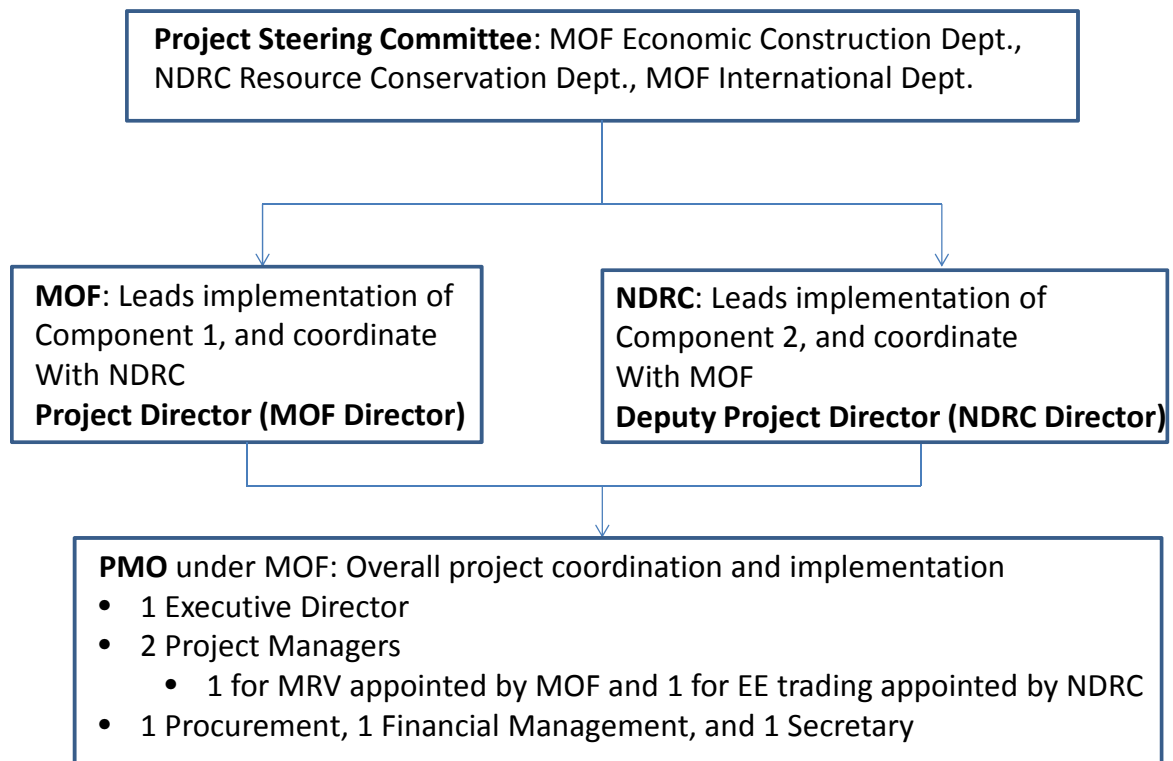 Project Steering Committee: MOF Economic Construction Dept.,
NDRC Resource Conservation Dept., MOF International Dept.
MOF: Leads implementation of
Component 1, and coordinate
With NDRC
Project Director (MOF Director)
NDRC: Leads implementation of
Component 2, and coordinate
With MOF
Deputy Project Director (NDRC Director)
PMO under MOF: Overall project coordination and implementation
• 1 Executive Director
• 2 Project Managers
• 1 for MRV appointed by MOF and 1 for EE trading appointed by NDRC
• 1 Procurement, 1 Financial Management, and 1 Secretary